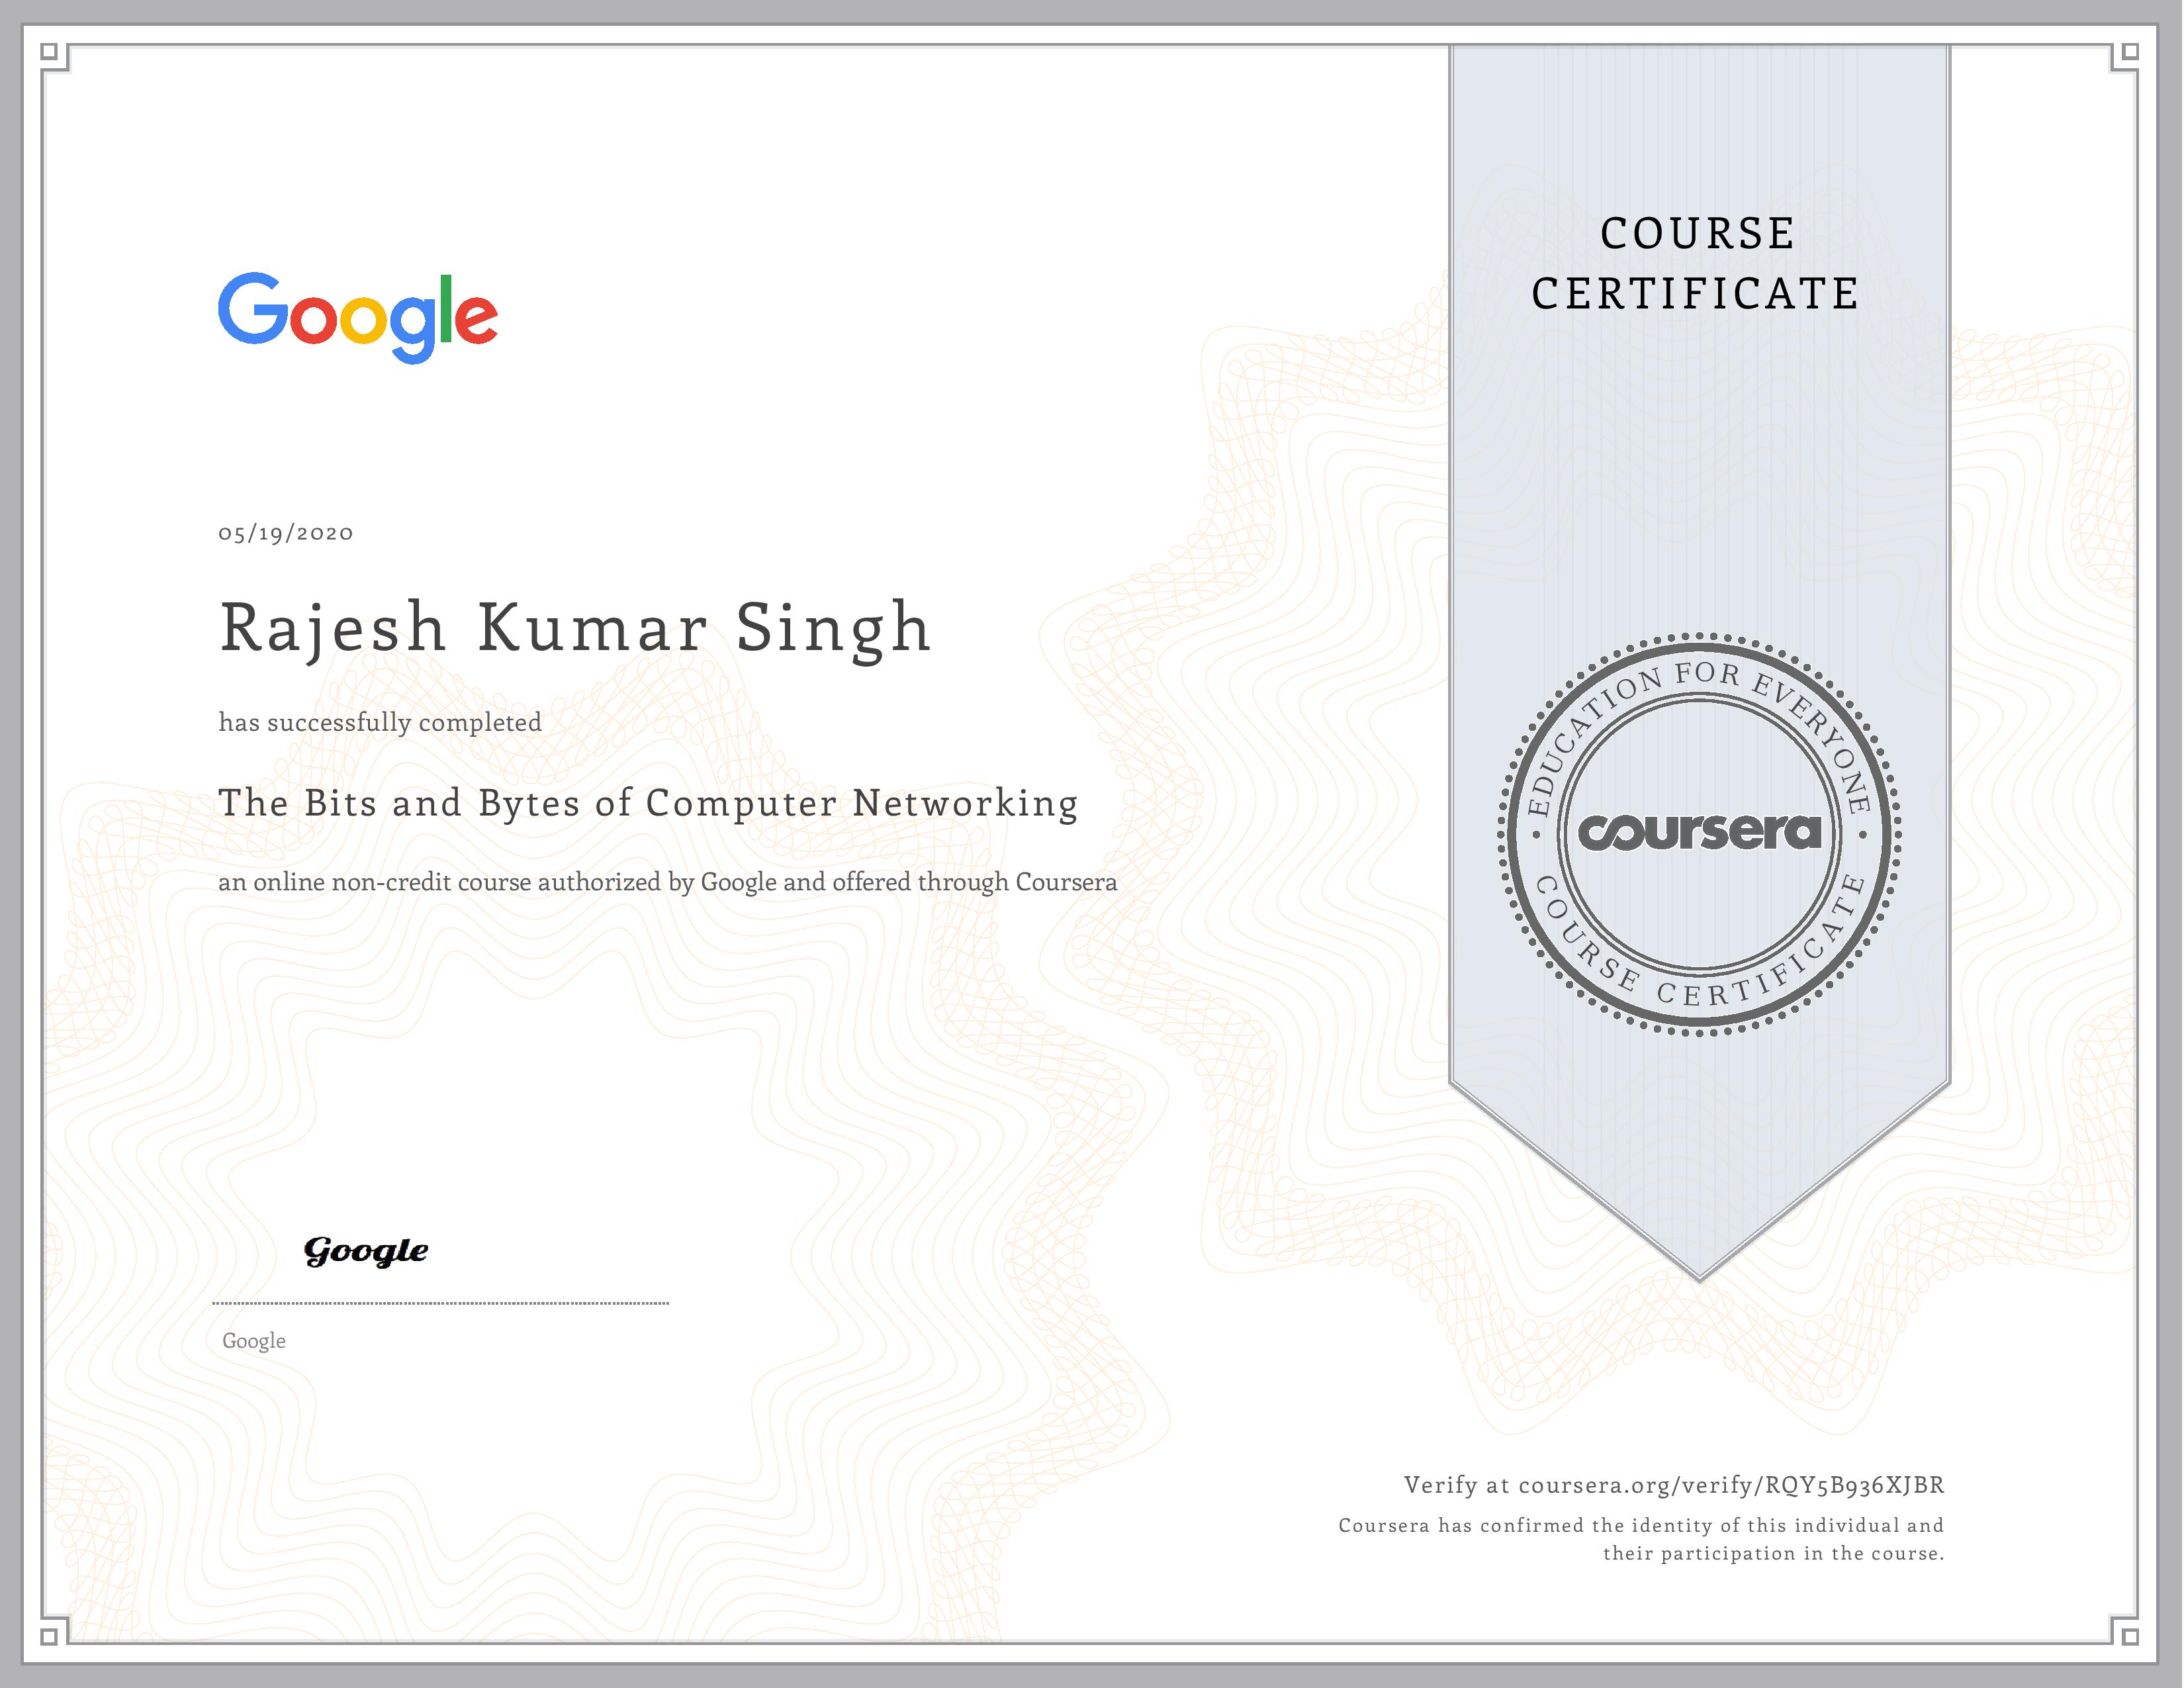 COURSE
CERTIFICATE
Google
05/19/2020
Rajesh Kumar Singh
has successfully completed
The Bits and Bytes of Computer Networking
an online non-credit course authorized by Google and offered through Coursera
EDUCATION FOR EVERYONE
coursera
COURSE CERTIFICATE
Google
Google
Verify at coursera.org/verify/RQY5B936XJBR
Coursera has confirmed the identity of this individual and
their participation in the course.